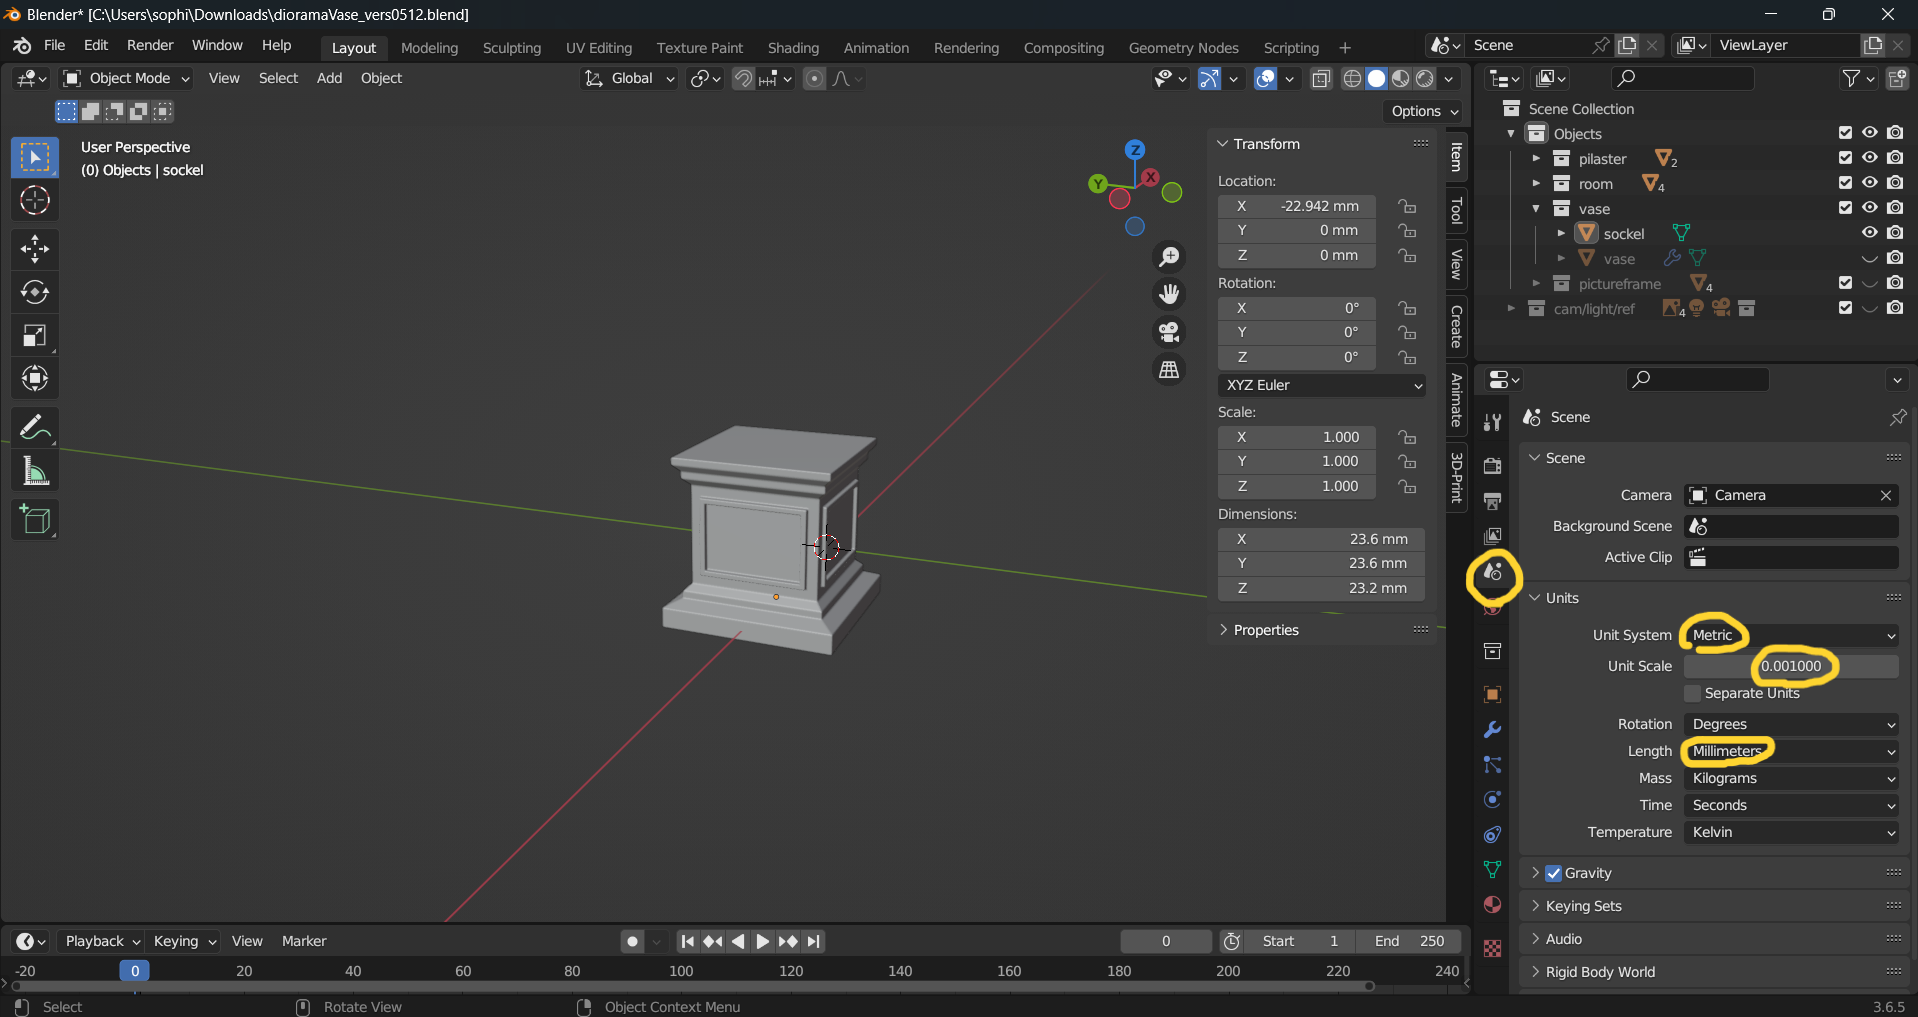 Blender* [C:\Users\sophi\Downloads\dioramaVase_vers0512.blend]
File Edit Render Window Help Layout Modeling Sculpting UV Editing Texture Paint Shading Animation Rendering Compositing Geometry Nodes Scripting + Scene ViewLayer
Object Mode View Select Add Object Global
Options
User Perspective
(0) Objects | sockel
Z
Y
X
Transform
Location:
X -22.942 mm
Y 0 mm
Z 0 mm
Rotation:
X 0°
Y 0°
Z 0°
XYZ Euler
Scale:
X 1.000
Y 1.000
Z 1.000
Dimensions:
X 23.6 mm
Y 23.6 mm
Z 23.2 mm
Properties
Item
Tool
View
Create
Animate
3D-Print
Scene Collection
Objects
pilaster 2
room 4
vase
sockel
vase
pictureframe 4
cam/light/ref 4
Scene
Scene
Camera Camera
Background Scene
Active Clip
Units
Unit System Metric
Unit Scale 0.001000
Separate Units
Rotation Degrees
Length Millimeters
Mass Kilograms
Time Seconds
Temperature Kelvin
Gravity
Keying Sets
Audio
Rigid Body World
Playback Keying View Marker 0 Start 1 End 250
-20 0 20 40 60 80 100 120 140 160 180 200 220 240
Select Rotate View Object Context Menu 3.6.5